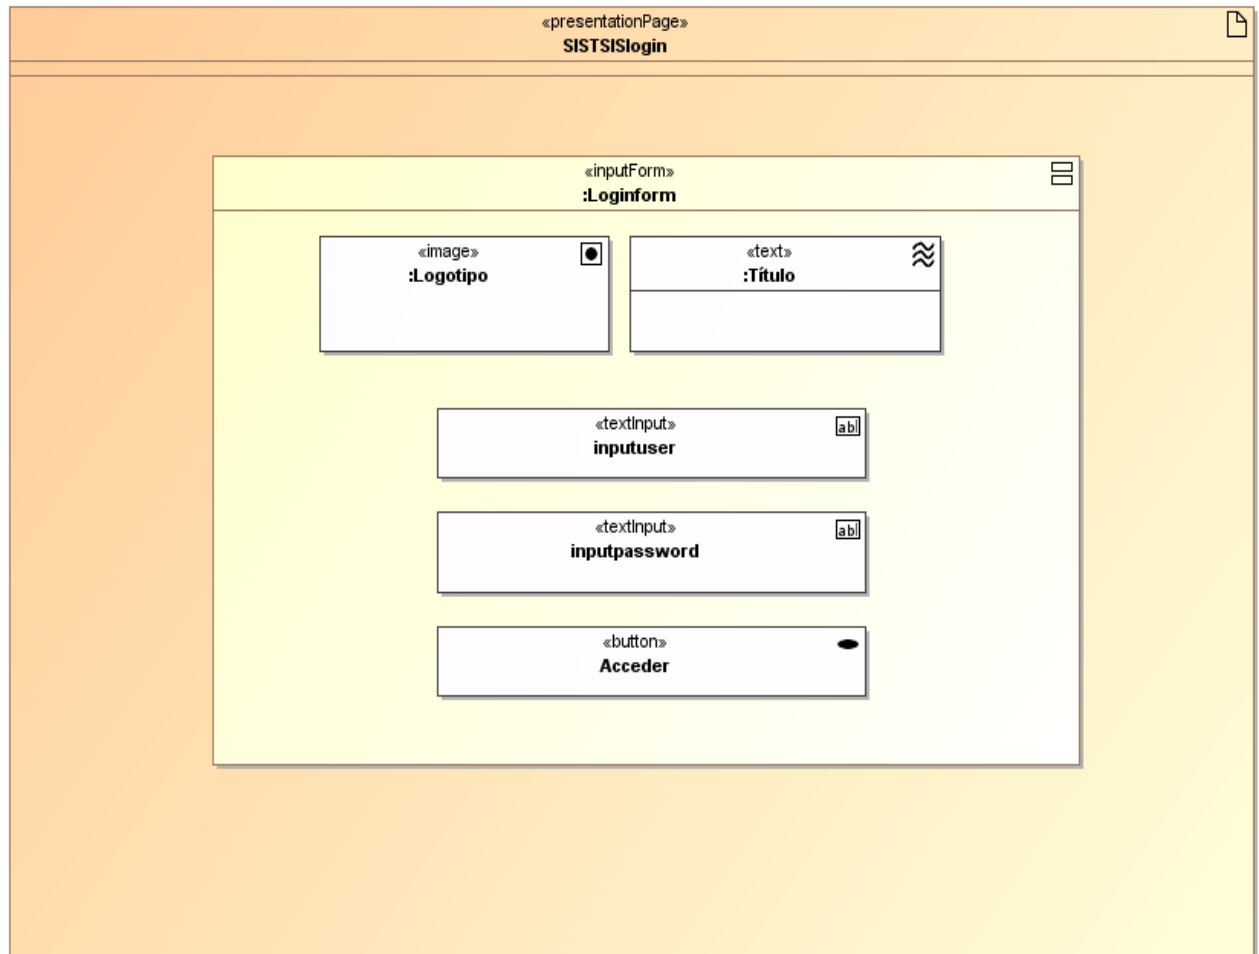 «presentationPage»
SISTSISlogin
«inputForm»
:Loginform
«image»
:Logotipo
«text»
:Título
«textInput»
inputuser
«textInput»
inputpassword
«button»
Acceder